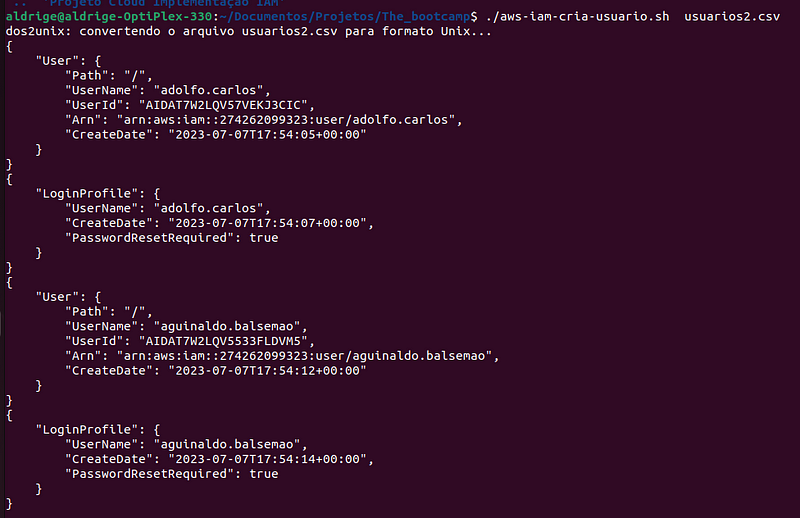 .. 'Projeto Cloud Implementação IAM'
aldrige@aldrige-OptiPlex-330:~/Documentos/Projetos/The_bootcamp$ ./aws-iam-cria-usuario.sh  usuarios2.csv
dos2unix: convertendo o arquivo usuarios2.csv para formato Unix...
{
    "User": {
        "Path": "/",
        "UserName": "adolfo.carlos",
        "UserId": "AIDAT7W2LQV57VEKJ3CIC",
        "Arn": "arn:aws:iam::274262099323:user/adolfo.carlos",
        "CreateDate": "2023-07-07T17:54:05+00:00"
    }
}
{
    "LoginProfile": {
        "UserName": "adolfo.carlos",
        "CreateDate": "2023-07-07T17:54:07+00:00",
        "PasswordResetRequired": true
    }
}
{
    "User": {
        "Path": "/",
        "UserName": "aguinaldo.balsemao",
        "UserId": "AIDAT7W2LQV5533FLDVM5",
        "Arn": "arn:aws:iam::274262099323:user/aguinaldo.balsemao",
        "CreateDate": "2023-07-07T17:54:12+00:00"
    }
}
{
    "LoginProfile": {
        "UserName": "aguinaldo.balsemao",
        "CreateDate": "2023-07-07T17:54:14+00:00",
        "PasswordResetRequired": true
    }
}